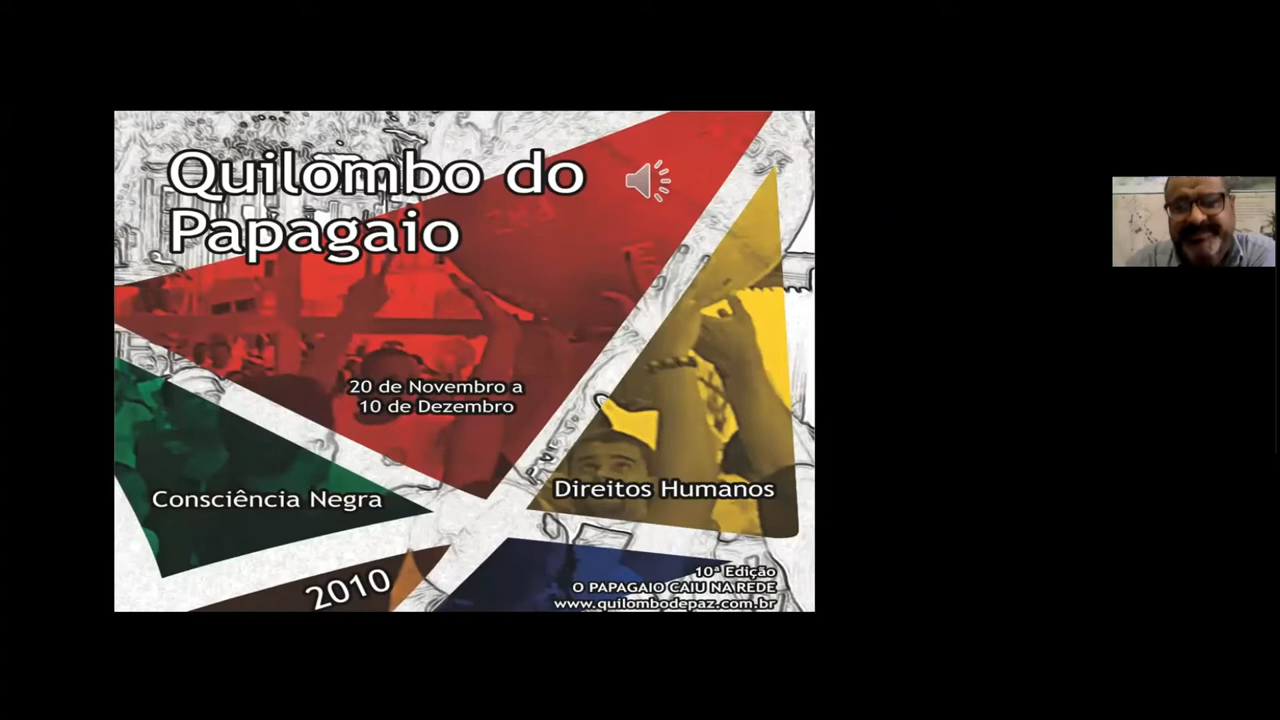 Quilombo do
Papagaio
20 de Novembro a
10 de Dezembro
Consciência Negra
Direitos Humanos
2010
10ª Edição
O PAPAGAIO CAIU NA REDE
www.quilombodepaz.com.br